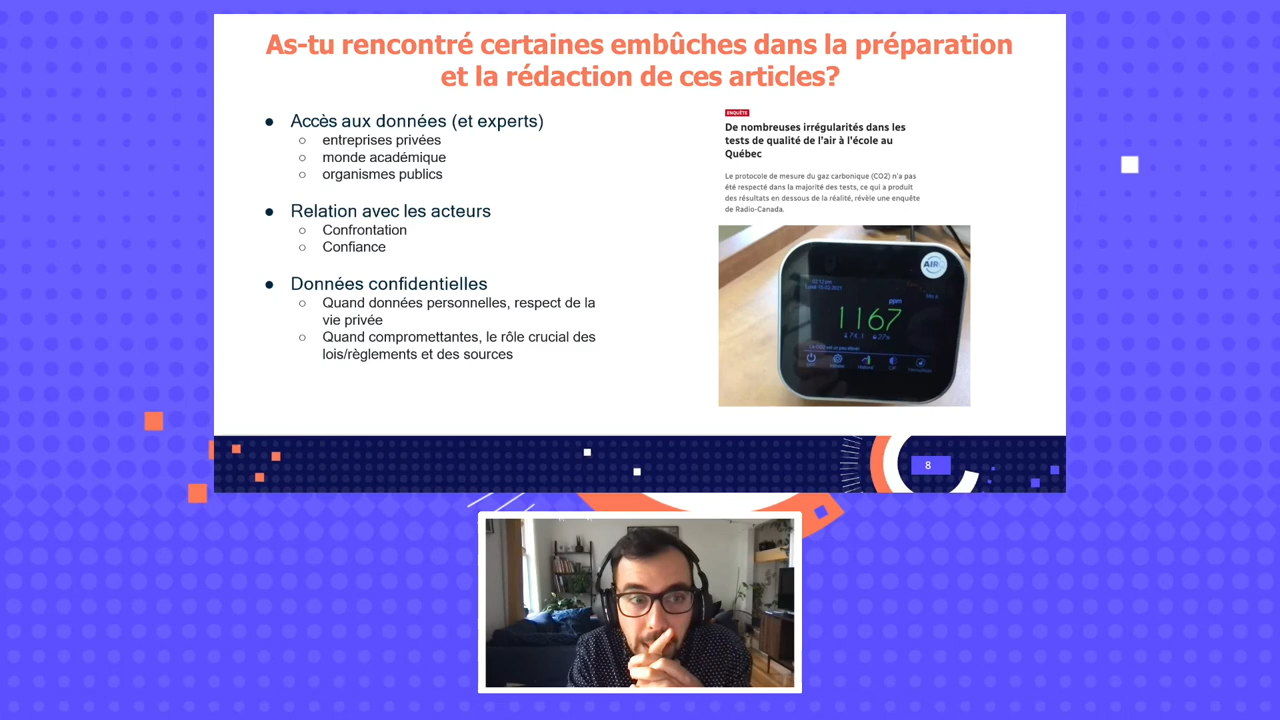 As-tu rencontré certaines embûches dans la préparation
et la rédaction de ces articles?
● Accès aux données (et experts)
○ entreprises privées
○ monde académique
○ organismes publics
● Relation avec les acteurs
○ Confrontation
○ Confiance
● Données confidentielles
○ Quand données personnelles, respect de la
vie privée
○ Quand compromettantes, le rôle crucial des
lois/règlements et des sources
ENQUÊTE
De nombreuses irrégularités dans les
tests de qualité de l'air à l'école au
Québec
Le protocole de mesure du gaz carbonique (CO2) n'a pas
été respecté dans la majorité des tests, ce qui a produit
des résultats en dessous de la réalité, révèle une enquête
de Radio-Canada.
AIR
ppm
1167
8